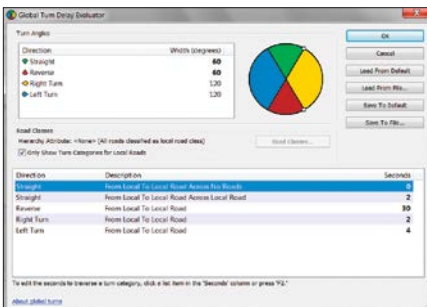 Global Turn Delay Evaluator
Turn Angles
Direction Width (degrees)
Straight 60
Reverse 60
Right Turn 120
Left Turn 120
OK
Cancel
Load From Default
Load From File...
Save To Default
Save To File...
Road Classes
Hierarchy Attribute: <None> (All roads classified as local road class)
Road Classes...
Only Show Turn Categories for Local Roads
Direction Description Seconds
Straight From Local To Local Road Across No Roads 0
Straight From Local To Local Road Across Local Road 2
Reverse From Local To Local Road 30
Right Turn From Local To Local Road 2
Left Turn From Local To Local Road 4
To edit the seconds to traverse a turn category, click a list item in the 'Seconds' column or press 'F2.'
About global turns